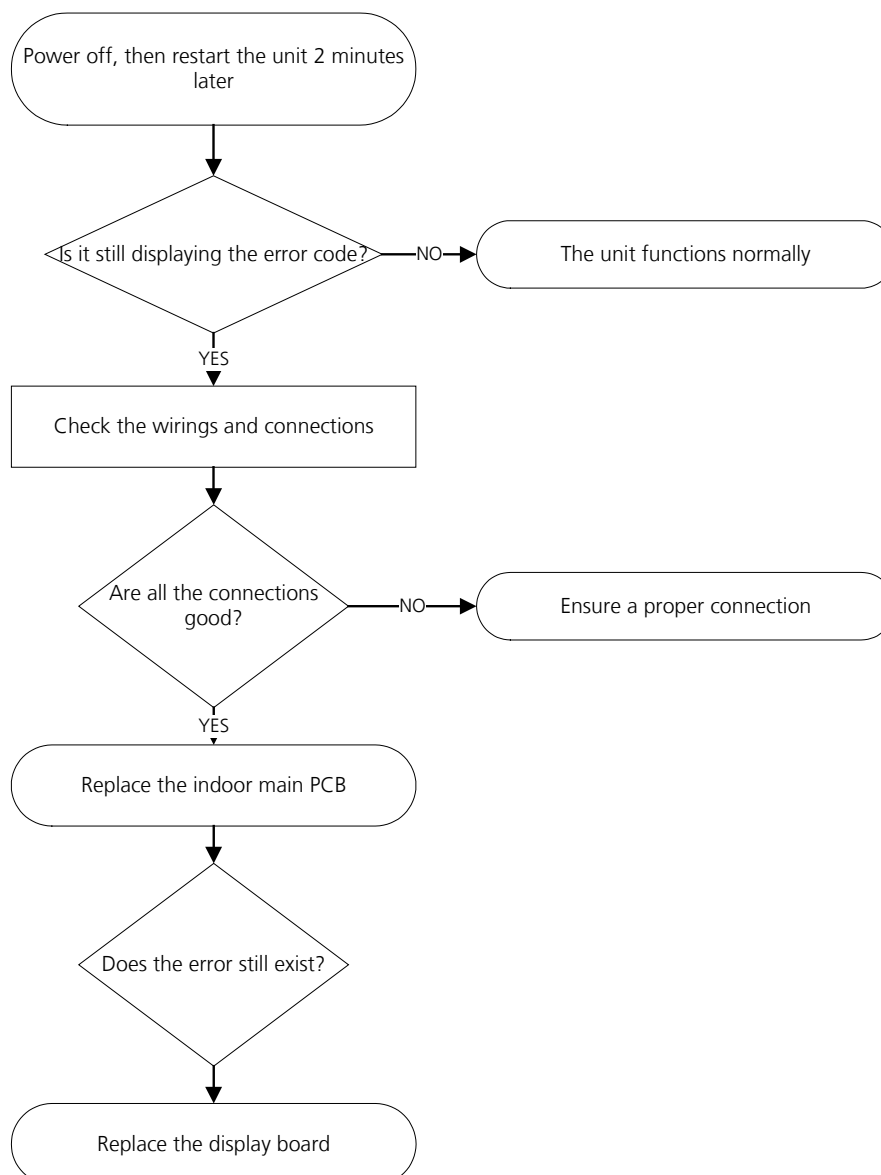 Power off, then restart the unit 2 minutes
later
Is it still displaying the error code?
NO
The unit functions normally
YES
Check the wirings and connections
Are all the connections
good?
NO
Ensure a proper connection
YES
Replace the indoor main PCB
Does the error still exist?
Replace the display board